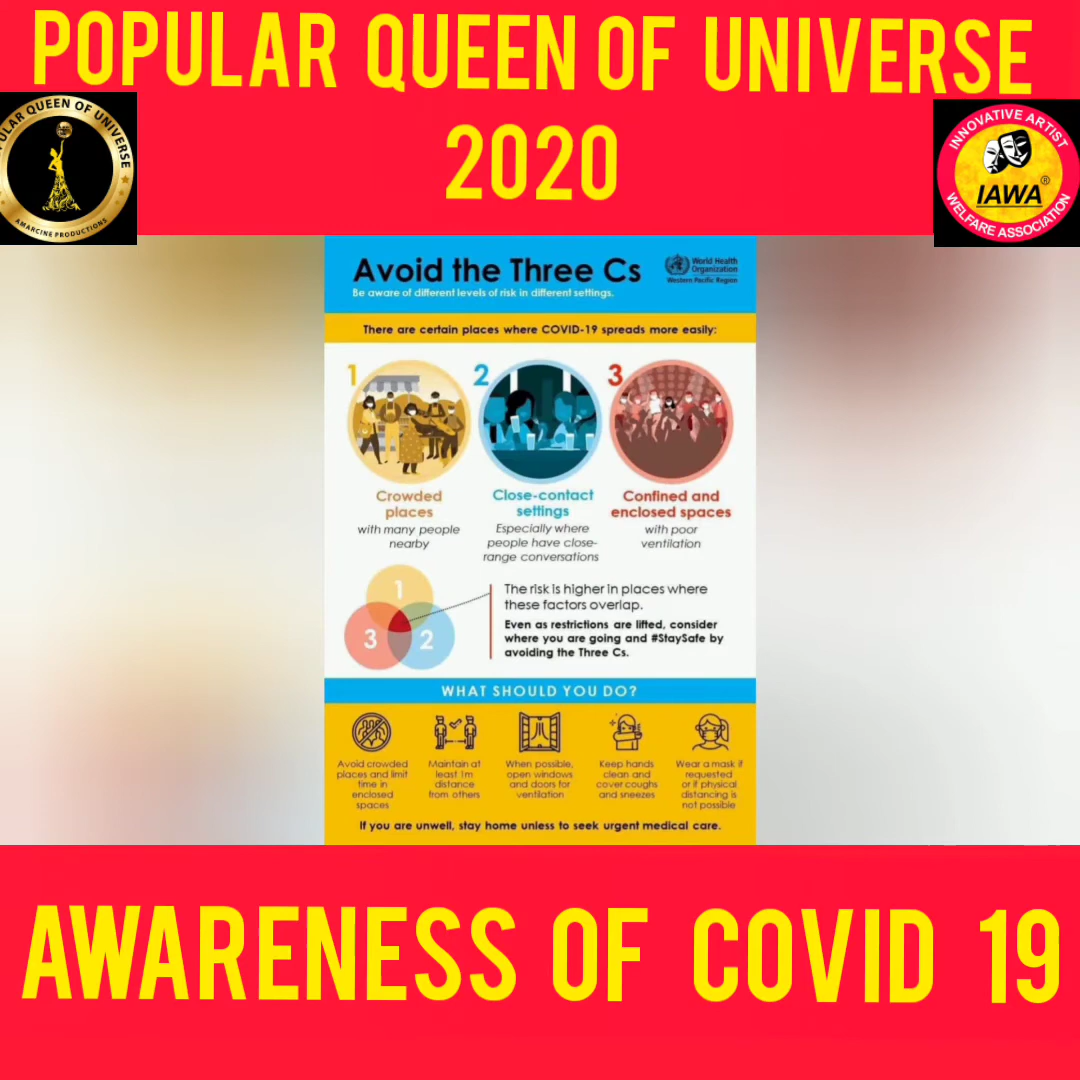 POPULAR QUEEN OF UNIVERSE
2020
ULAR QUEEN OF UNIVERSE
AMARCINE PRODUCTIONS
INNOVATIVE ARTIST
IAWA®
WELFARE ASSOCIATION
Avoid the Three Cs
Be aware of different levels of risk in different settings.
World Health
Organization
Western Pacific Region
There are certain places where COVID-19 spreads more easily:
1
2
3
Crowded
places
with many people
nearby
Close-contact
settings
Especially where
people have close-
range conversations
Confined and
enclosed spaces
with poor
ventilation
1
3
2
The risk is higher in places where
these factors overlap.
Even as restrictions are lifted, consider
where you are going and #StaySafe by
avoiding the Three Cs.
WHAT SHOULD YOU DO?
Avoid crowded
places and limit
time in
enclosed
spaces
Maintain at
least 1m
distance
from others
When possible,
open windows
and doors for
ventilation
Keep hands
clean and
cover coughs
and sneezes
Wear a mask if
requested
or if physical
distancing is
not possible
If you are unwell, stay home unless to seek urgent medical care.
AWARENESS OF COVID 19